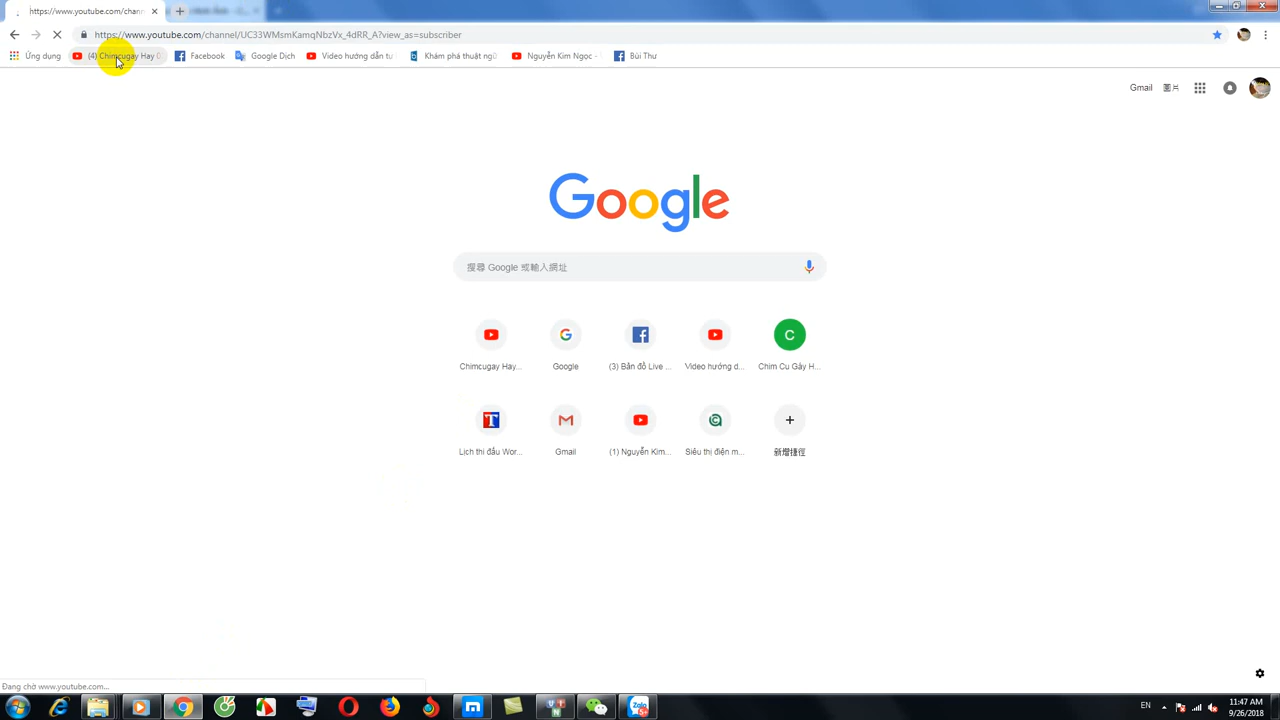 https://www.youtube.com/chann
https://www.youtube.com/channel/UC33WMsmKamqNbzVx_4dRR_A?view_as=subscriber
Ứng dụng (4) Chimcugay Hay Facebook Google Dịch Video hướng dẫn tư Khám phá thuật ngữ Nguyễn Kim Ngọc - Bùi Thư
Gmail 圖片
Google
搜尋 Google 或輸入網址
Chimcugay Hay... Google (3) Bản đồ Live ... Video hướng d... Chim Cu Gáy H...
Lịch thi đấu Wor... Gmail (1) Nguyễn Kim... Siêu thị điện m... 新增捷徑
Đang chờ www.youtube.com...
Zalo
EN 11:47 AM
9/26/2018